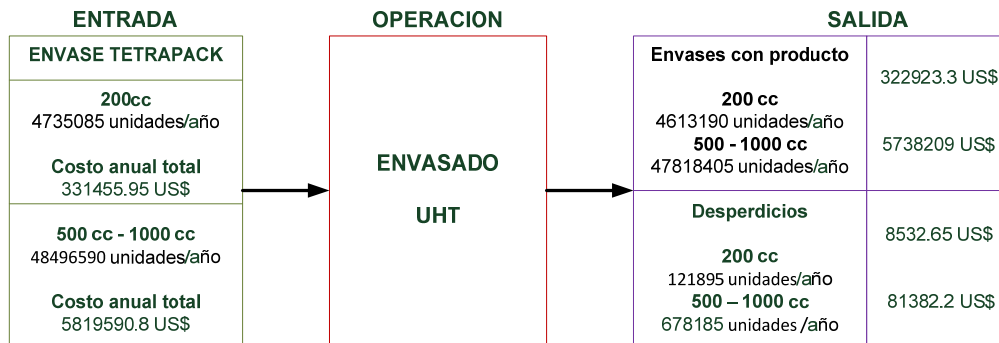 ENTRADA
ENVASE TETRAPACK
200cc
4735085 unidades/año
Costo anual total
331455.95 US$
500 cc - 1000 cc
48496590 unidades/año
Costo anual total
5819590.8 US$
OPERACION
ENVASADO
UHT
SALIDA
Envases con producto
200 cc
4613190 unidades/año
500 - 1000 cc
47818405 unidades/año
322923.3 US$
5738209 US$
Desperdicios
200 cc
121895 unidades/año
500 – 1000 cc
678185 unidades /año
8532.65 US$
81382.2 US$